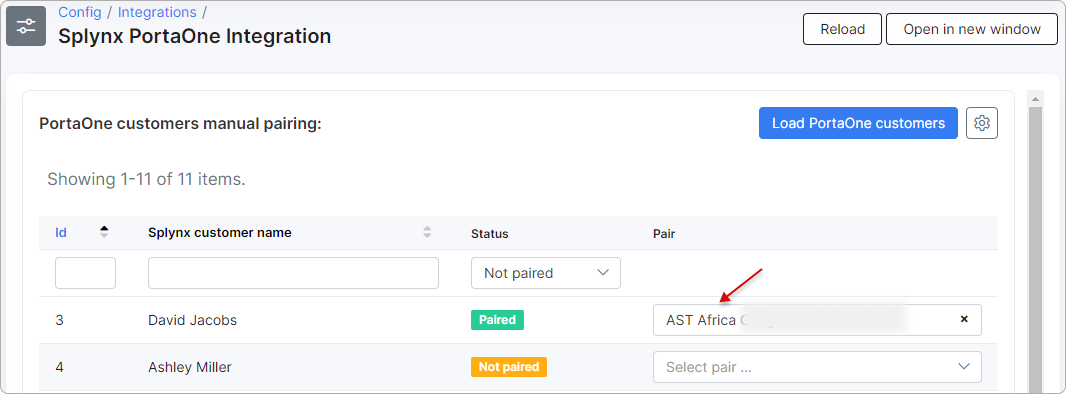 Config / Integrations /
Splynx PortaOne Integration
Reload
Open in new window
PortaOne customers manual pairing:
Load PortaOne customers
Showing 1-11 of 11 items.
Id Splynx customer name Status Pair
Not paired
3 David Jacobs Paired AST Africa ×
4 Ashley Miller Not paired Select pair ...